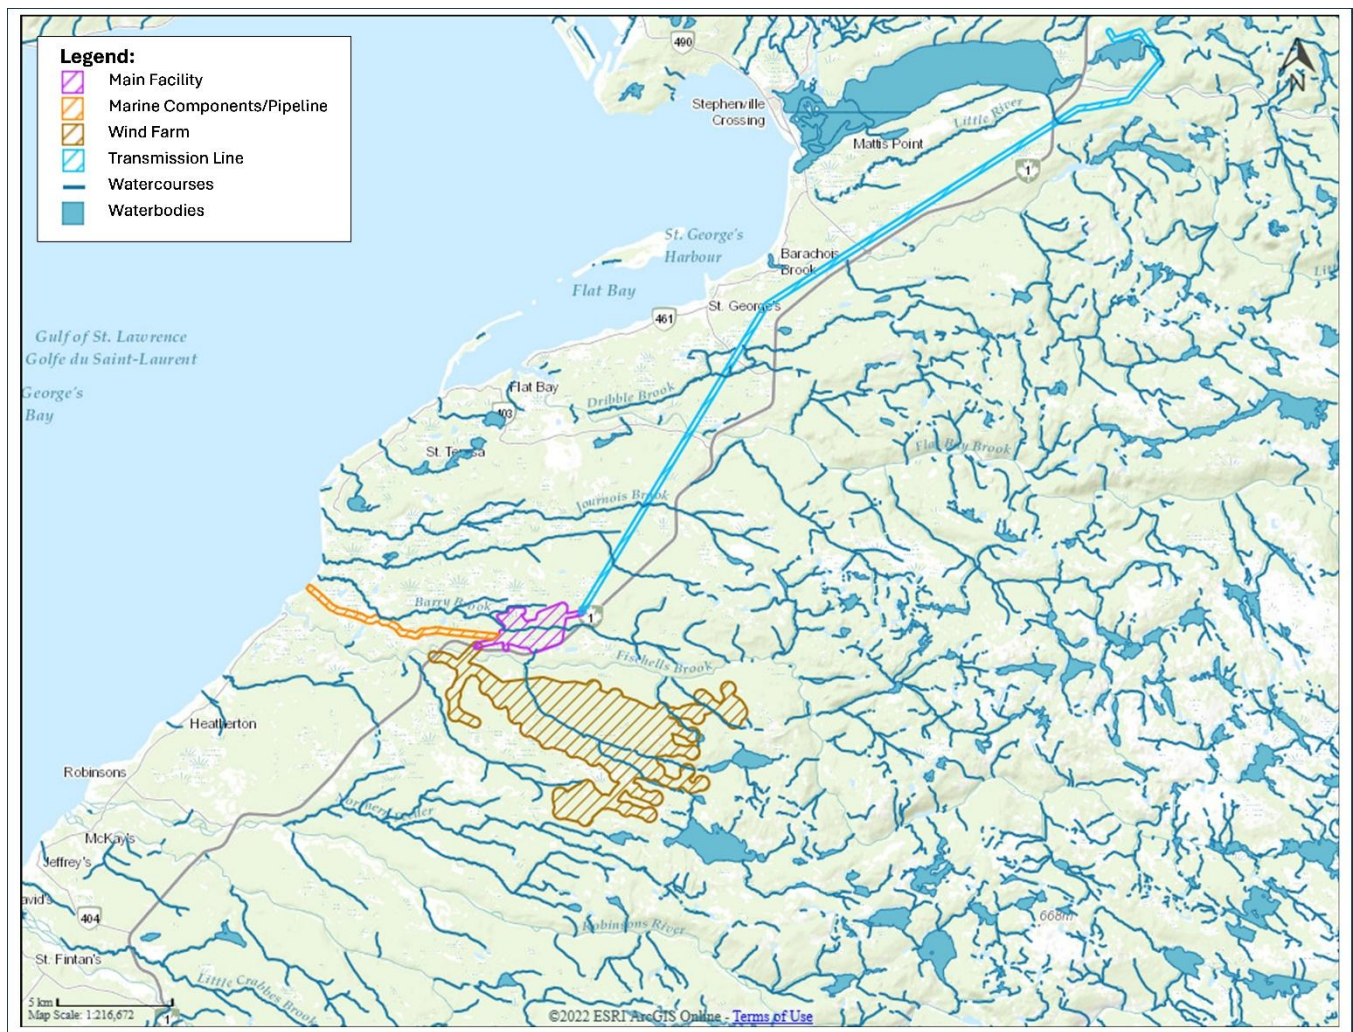 Legend:
Main Facility
Marine Components/Pipeline
Wind Farm
Transmission Line
Watercourses
Waterbodies
490
N
Stephenville
Crossing
Little River
Mattis Point
1
St. George's
Harbour
Barachois
Brook
Flat Bay
St. George's
461
Gulf of St. Lawrence
Golfe du Saint-Laurent
George's
Bay
Flat Bay
Dribble Brook
403
Flat Bay Brook
St. Teresa
Journois Brook
Barry Brook
1
Fischells Brook
Heatherton
Robinsons
McKay's
Jeffrey's
avid's
404
668m
Robinsons River
St. Fintan's
Little Crabbes Brook
5 km
Map Scale: 1:216,672
1
©2022 ESRI ArcGIS Online - Terms of Use